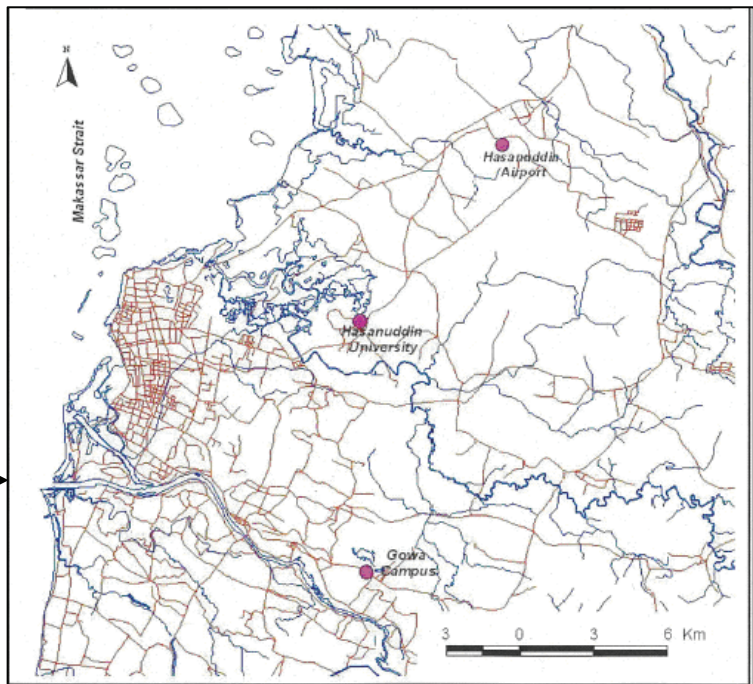 N
Makassar Strait
Hasanuddin
Airport
Hasanuddin
University
Gowa
Campus
3 0 3 6 Km